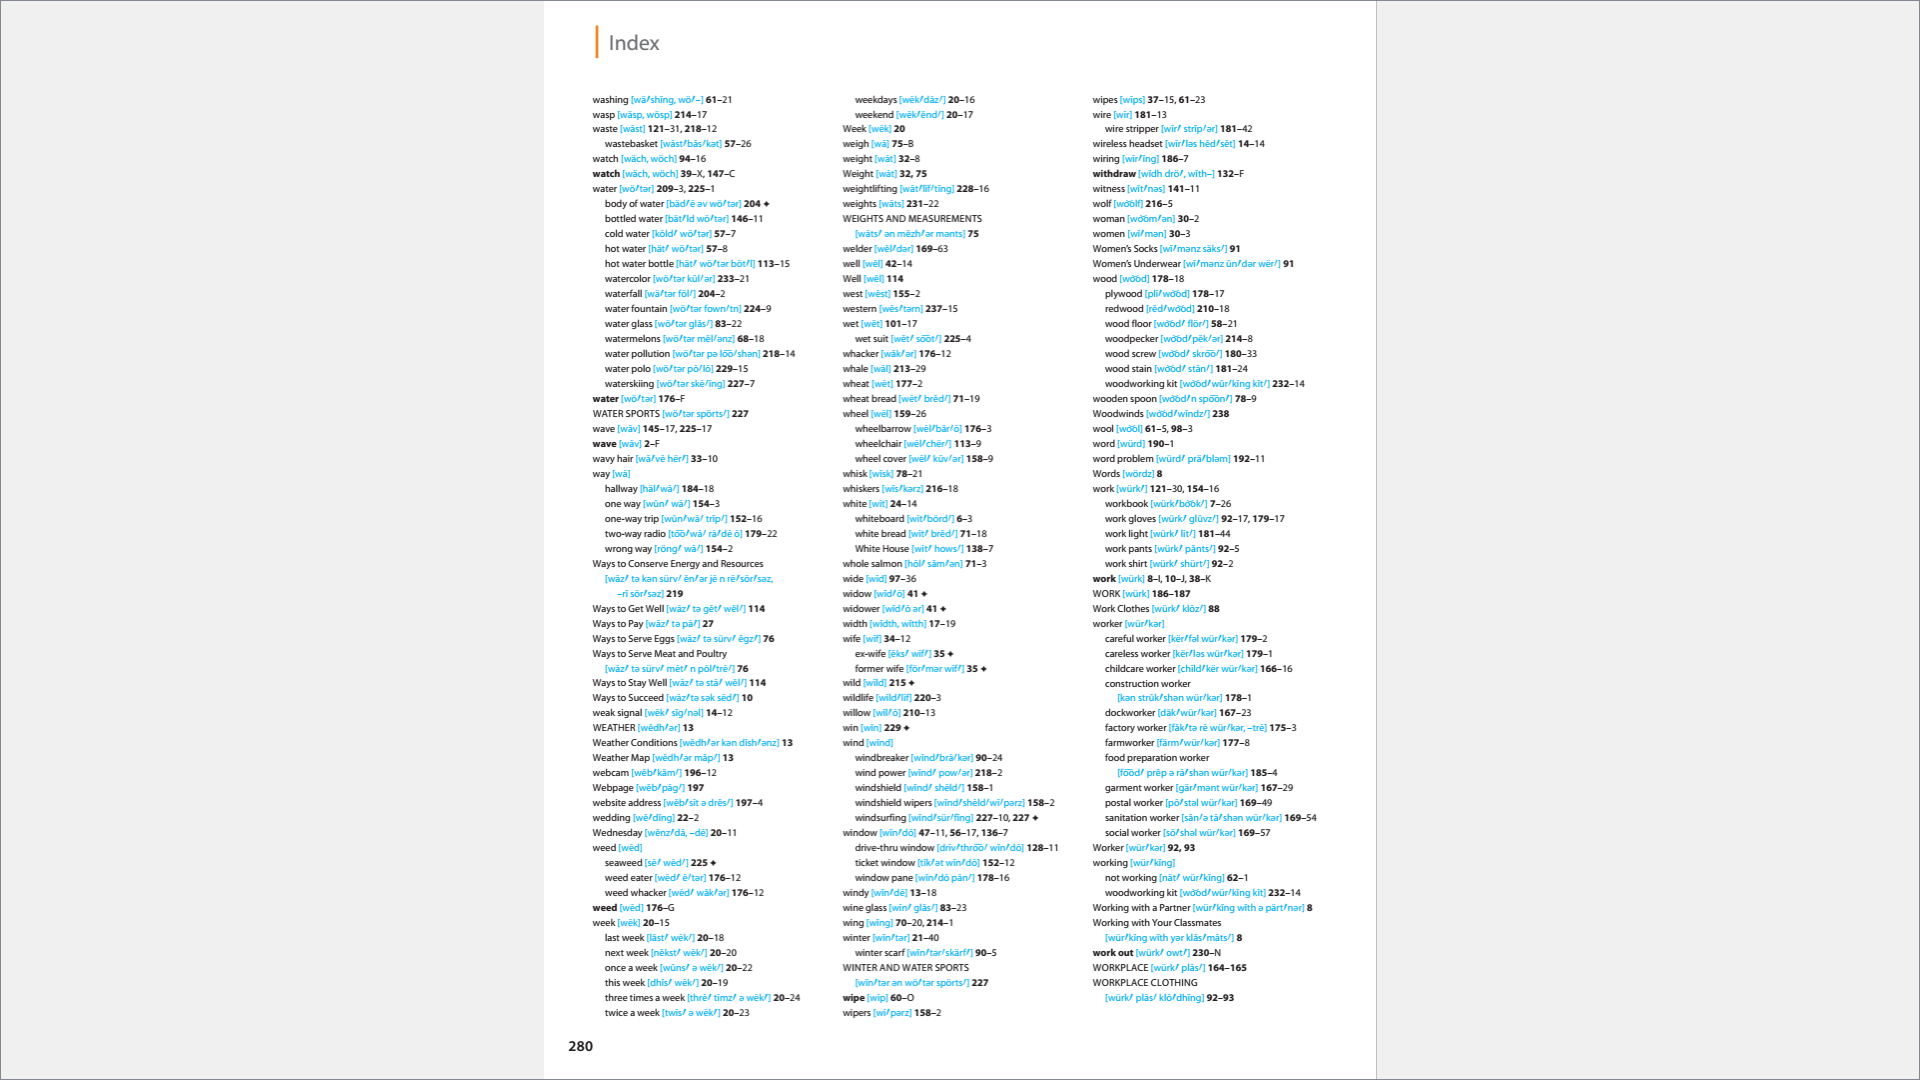 Index
washing [wä′shĭng, wö′–] 61–21
wasp [wäsp, wösp] 214–17
waste [wāst] 121–31, 218–12
wastebasket [wāst′băs/kət] 57–26
watch [wäch, wöch] 94–16
watch [wäch, wöch] 39–X, 147–C
water [wö′tər] 209–3, 225–1
body of water [bäd′ē əv wö′tər] 204 ✦
bottled water [bät′ld wö′tər] 146–11
cold water [kōld′ wö′tər] 57–7
hot water [hät′ wö′tər] 57–8
hot water bottle [hät′ wö′tər böt′l] 113–15
watercolor [wö′tər kŭl/ər] 233–21
waterfall [wä′tər föl/] 204–2
water fountain [wö′tər fown/tn] 224–9
water glass [wö′tər glăs/] 83–22
watermelons [wö′tər mĕl/ənz] 68–18
water pollution [wö′tər pə lo͞o/shən] 218–14
water polo [wö′tər pō/lō] 229–15
waterskiing [wö′tər skē/ĭng] 227–7
water [wö′tər] 176–F
WATER SPORTS [wö′tər spörts/] 227
wave [wāv] 145–17, 225–17
wave [wāv] 2–F
wavy hair [wā′vē hër/] 33–10
way [wā]
hallway [häl′wā/] 184–18
one way [wŭn′ wā/] 154–3
one-way trip [wŭn′wā/ trĭp/] 152–16
two-way radio [to͞o′wā/ rā′dē ō] 179–22
wrong way [röng′ wā/] 154–2
Ways to Conserve Energy and Resources
[wāz′ tə kən sürv/ ĕn′ər jē n rē′sör′səz,
–rĭ sör′səz] 219
Ways to Get Well [wāz′ tə gĕt′ wĕl/] 114
Ways to Pay [wāz′ tə pā/] 27
Ways to Serve Eggs [wāz′ tə sürv′ ĕgz/] 76
Ways to Serve Meat and Poultry
[wāz′ tə sürv′ mēt′ n pōl′trē/] 76
Ways to Stay Well [wāz′ tə stā′ wĕl/] 114
Ways to Succeed [wāz′tə sək sēd/] 10
weak signal [wēk′ sĭg/nəl] 14–12
WEATHER [wĕdh′ər] 13
Weather Conditions [wĕdh′ər kən dĭsh′ənz] 13
Weather Map [wĕdh′ər măp/] 13
webcam [wĕb′kăm/] 196–12
Webpage [wĕb′pāg/] 197
website address [wĕb′sīt ə drĕs/] 197–4
wedding [wĕ′dĭng] 22–2
Wednesday [wĕnz′dā, –dē] 20–11
weed [wēd]
seaweed [sē′ wēd/] 225 ✦
weed eater [wēd′ ē/tər] 176–12
weed whacker [wēd′ wăk/ər] 176–12
weed [wēd] 176–G
week [wēk] 20–15
last week [lăst′ wēk/] 20–18
next week [nĕkst′ wēk/] 20–20
once a week [wŭns/ ə wēk/] 20–22
this week [dhĭs/ wēk/] 20–19
three times a week [thrē/ tīmz/ ə wēk/] 20–24
twice a week [twīs/ ə wēk/] 20–23
weekdays [wēk′dāz/] 20–16
weekend [wēk′ĕnd/] 20–17
Week [wēk] 20
weigh [wā] 75–B
weight [wāt] 32–8
Weight [wāt] 32, 75
weightlifting [wāt′lĭf/tĭng] 228–16
weights [wāts] 231–22
WEIGHTS AND MEASUREMENTS
[wāts/ ən mĕzh′ər mənts] 75
welder [wĕl′dər] 169–63
well [wĕl] 42–14
Well [wĕl] 114
west [wĕst] 155–2
western [wĕs′tərn] 237–15
wet [wĕt] 101–17
wet suit [wĕt′ so͞ot/] 225–4
whacker [wăk/ər] 176–12
whale [wāl] 213–29
wheat [wēt] 177–2
wheat bread [wēt′ brĕd/] 71–19
wheel [wēl] 159–26
wheelbarrow [wēl′băr/ō] 176–3
wheelchair [wēl′chër/] 113–9
wheel cover [wēl′ kŭv/ər] 158–9
whisk [wĭsk] 78–21
whiskers [wĭs′kərz] 216–18
white [wīt] 24–14
whiteboard [wīt′börd/] 6–3
white bread [wīt′ brĕd/] 71–18
White House [wīt′ hows/] 138–7
whole salmon [hōl′ săm/ən] 71–3
wide [wīd] 97–36
widow [wĭd′ō] 41 ✦
widower [wĭd′ō ər] 41 ✦
width [wĭdth, wĭtth] 17–19
wife [wīf] 34–12
ex-wife [ĕks′ wīf′] 35 ✦
former wife [för′mər wīf′] 35 ✦
wild [wīld] 215 ✦
wildlife [wīld′līf] 220–3
willow [wĭl′ō] 210–13
win [wĭn] 229 ✦
wind [wĭnd]
windbreaker [wĭnd′brā/kər] 90–24
wind power [wĭnd′ pow/ər] 218–2
windshield [wĭnd′ shēld/] 158–1
windshield wipers [wĭnd′shēld/wī/pərz] 158–2
windsurfing [wĭnd′sür/fĭng] 227–10, 227 ✦
window [wĭn′dō] 47–11, 56–17, 136–7
drive-thru window [drīv′thro͞o/ wĭn′dō] 128–11
ticket window [tĭk′ət wĭn′dō] 152–12
window pane [wĭn′dō pān/] 178–16
windy [wĭn′dē] 13–18
wine glass [wīn′ glăs/] 83–23
wing [wĭng] 70–20, 214–1
winter [wĭn′tər] 21–40
winter scarf [wĭn′tər/skärf/] 90–5
WINTER AND WATER SPORTS
[wĭn′tər ən wö′tər spörts/] 227
wipe [wīp] 60–O
wipers [wī′pərz] 158–2
wipes [wīps] 37–15, 61–23
wire [wīr] 181–13
wire stripper [wīr′ strĭp/ər] 181–42
wireless headset [wīr′ləs hĕd/sĕt] 14–14
wiring [wīr′ĭng] 186–7
withdraw [wĭdh drö′, wĭth–] 132–F
witness [wĭt′nəs] 141–11
wolf [wo͝olf] 216–5
woman [wo͝om′ən] 30–2
women [wĭ′mən] 30–3
Women’s Socks [wĭ′mənz säks/] 91
Women’s Underwear [wĭ′mənz ŭn/dər wër/] 91
wood [wo͝od] 178–18
plywood [plī′wo͝od] 178–17
redwood [rĕd′wo͝od] 210–18
wood floor [wo͝od′ flör/] 58–21
woodpecker [wo͝od′pĕk/ər] 214–8
wood screw [wo͝od′ skro͞o/] 180–33
wood stain [wo͝od′ stān/] 181–24
woodworking kit [wo͝od′wür/kĭng kĭt/] 232–14
wooden spoon [wo͝od′n spo͞on/] 78–9
Woodwinds [wo͝od′wĭndz/] 238
wool [wo͝ol] 61–5, 98–3
word [würd] 190–1
word problem [würd′ prä′bləm] 192–11
Words [wördz] 8
work [würk/] 121–30, 154–16
workbook [würk′bo͝ok/] 7–26
work gloves [würk′ glŭvz/] 92–17, 179–17
work light [würk′ līt/] 181–44
work pants [würk′ pănts/] 92–5
work shirt [würk′ shürt/] 92–2
work [würk] 8–I, 10–J, 38–K
WORK [würk] 186–187
Work Clothes [würk′ klōz/] 88
worker [wür′kər]
careful worker [kër′fəl wür′kər] 179–2
careless worker [kër′ləs wür′kər] 179–1
childcare worker [chīld′kër wür′kər] 166–16
construction worker
[kən strŭk′shən wür′kər] 178–1
dockworker [däk′wür′kər] 167–23
factory worker [făk′tə rē wür′kər, –trē] 175–3
farmworker [färm′wür′kər] 177–8
food preparation worker
[fo͞od′ prĕp ə rā′shən wür′kər] 185–4
garment worker [gär′mənt wür′kər] 167–29
postal worker [pō′stəl wür′kər] 169–49
sanitation worker [săn/ə tā′shən wür′kər] 169–54
social worker [sō′shəl wür′kər] 169–57
Worker [wür′kər] 92, 93
working [wür′kĭng]
not working [nät′ wür′kĭng] 62–1
woodworking kit [wo͝od′wür′kĭng kĭt] 232–14
Working with a Partner [wür′kĭng wĭth ə pärt′nər] 8
Working with Your Classmates
[wür′kĭng wĭth yər klăs′māts/] 8
work out [würk′ owt/] 230–N
WORKPLACE [würk′ plās/] 164–165
WORKPLACE CLOTHING
[würk′ plās/ klō′dhĭng] 92–93
280